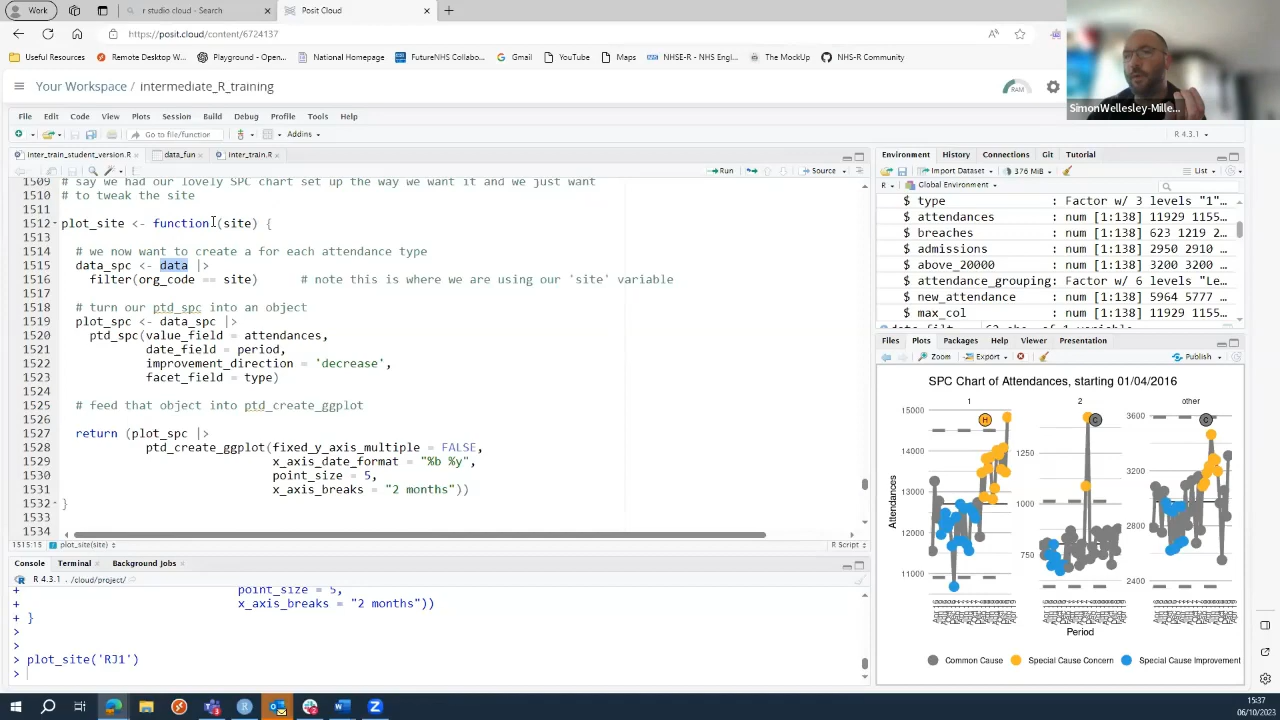 Work
r studio cloud - Search
Posit Cloud
https://posit.cloud/content/6724137
Useful Resources
Remote Desktop W...
Playground - Open...
National Homepage
FutureNHS Collabo...
Gmail
YouTube
Maps
NHSE-R - NHS Engl...
The MockUp
NHS-R Community
Your Workspace / intermediate_R_training
RAM
SimonWellesley-Mille...
File Edit Code View Plots Session Build Debug Profile Tools Help
Go to file/function
Addins
R 4.3.1
inter_train_student_version.R
data_fun
inter_train.R
Run
Source
1509 # say we had our lovely SPC chart set up the way we want it and we just want
1510 # to tweak the site
1511
1512 plot_site <- function(site) {
1513
1514 # we now want to create a for each attendance type
1515 data_spc <- data |>
1516 filter(org_code == site) # note this is where we are using our 'site' variable
1517
1518 # turn our ptd_spc into an object
1519 plot_spc <- data_spc |>
1520 ptd_spc(value_field = attendances,
1521 date_field = period,
1522 improvement_direction = 'decrease',
1523 facet_field = type)
1524
1525 # feed that object into ptd_create_ggplot
1526
1527 return (plot_spc |>
1528 ptd_create_ggplot(fixed_y_axis_multiple = FALSE,
1529 x_axis_date_format = "%b %y",
1530 point_size = 5,
1531 x_axis_breaks = "2 months"))
1532 }
1533
1534
1515:15 plot_site(site) R Script
Console Terminal Background Jobs
R 4.3.1 . /cloud/project/
+ point_size = 5,
+ x_axis_breaks = "2 months"))
+ }
>
>
> plot_site('RJ1')
>
Environment History Connections Git Tutorial
Import Dataset 376 MiB List
R Global Environment
$ type : Factor w/ 3 levels "1"...
$ attendances : num [1:138] 11929 1155...
$ breaches : num [1:138] 623 1219 2...
$ admissions : num [1:138] 2950 2910 ...
$ above_20000 : num [1:138] 3200 3200 ...
$ attendance_grouping: Factor w/ 6 levels "Le...
$ new_attendance : num [1:138] 5964 5777 ...
$ max_col : num [1:138] 11929 1155...
Files Plots Packages Help Viewer Presentation
Zoom Export Publish
SPC Chart of Attendances, starting 01/04/2016
1 2 other
H C C
15000
14000
13000
12000
11000
1250
1000
750
3600
3200
2800
2400
Attendances
Period
Common Cause Special Cause Concern Special Cause Improvement
15:37
06/10/2023